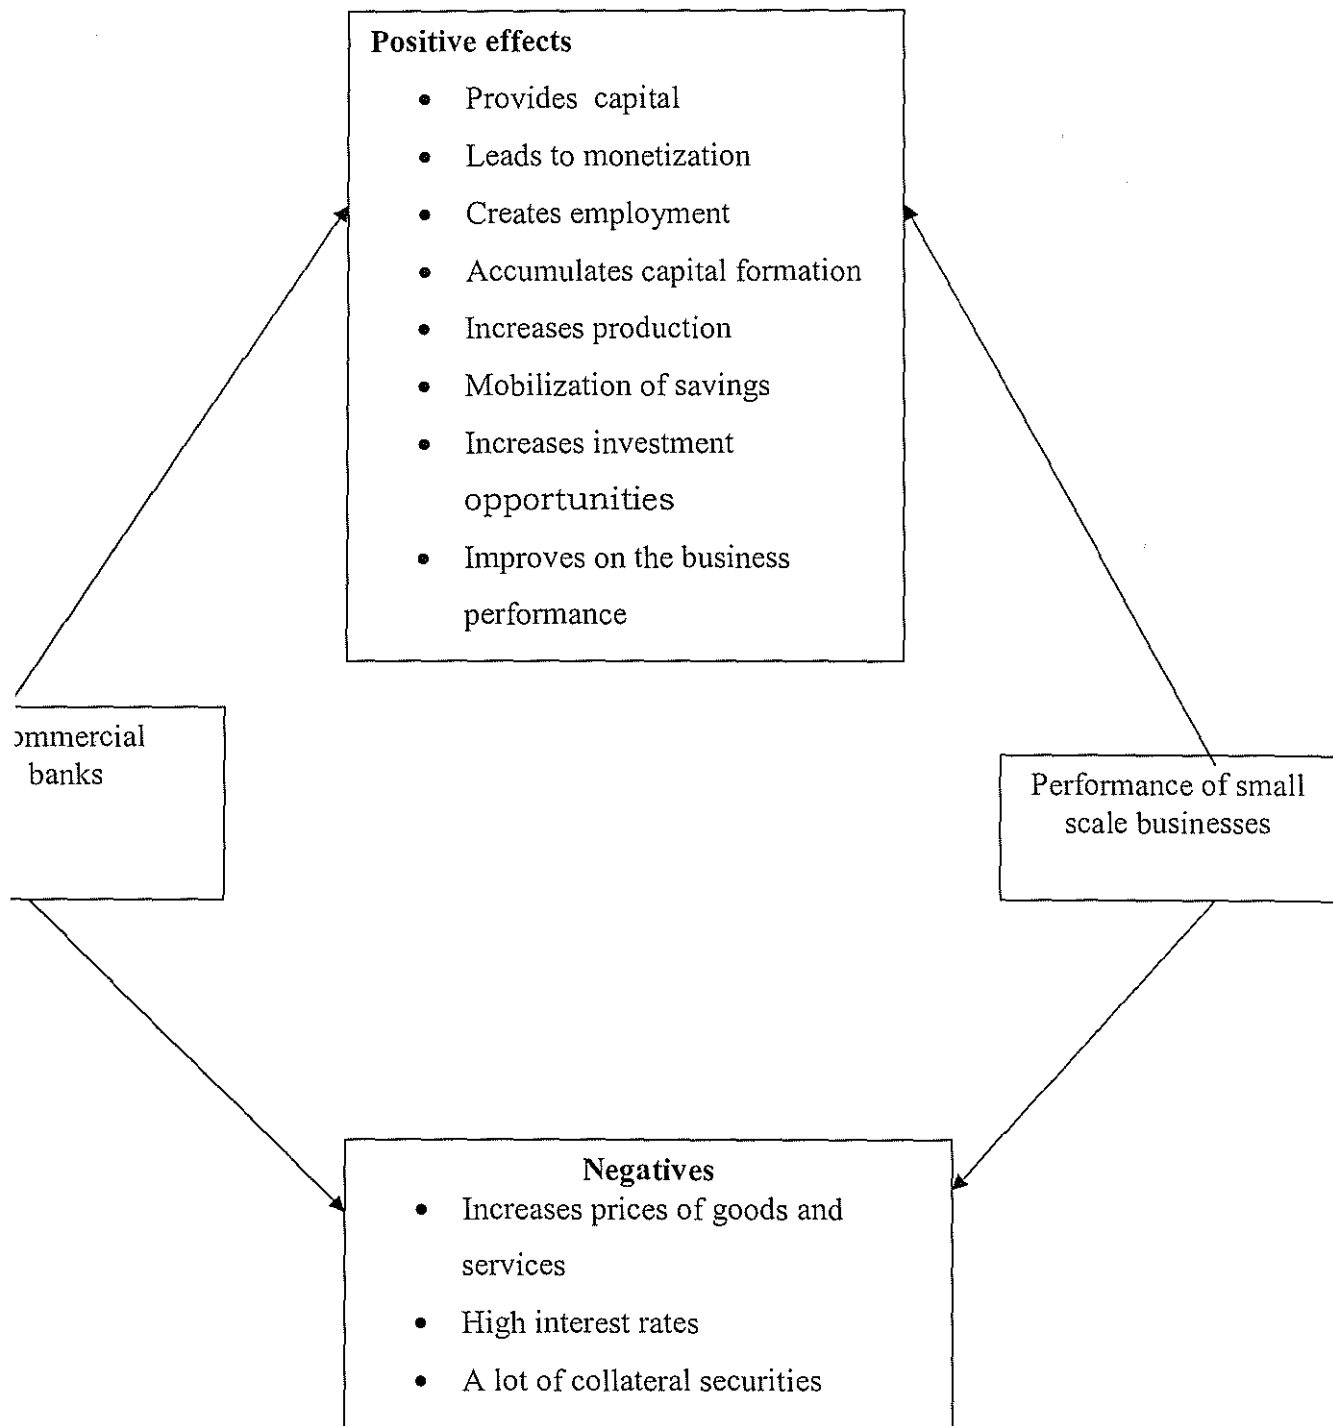 Positive effects
• Provides capital
• Leads to monetization
• Creates employment
• Accumulates capital formation
• Increases production
• Mobilization of savings
• Increases investment
opportunities
• Improves on the business
performance
ommercial
banks
Performance of small
scale businesses
Negatives
• Increases prices of goods and
services
• High interest rates
• A lot of collateral securities